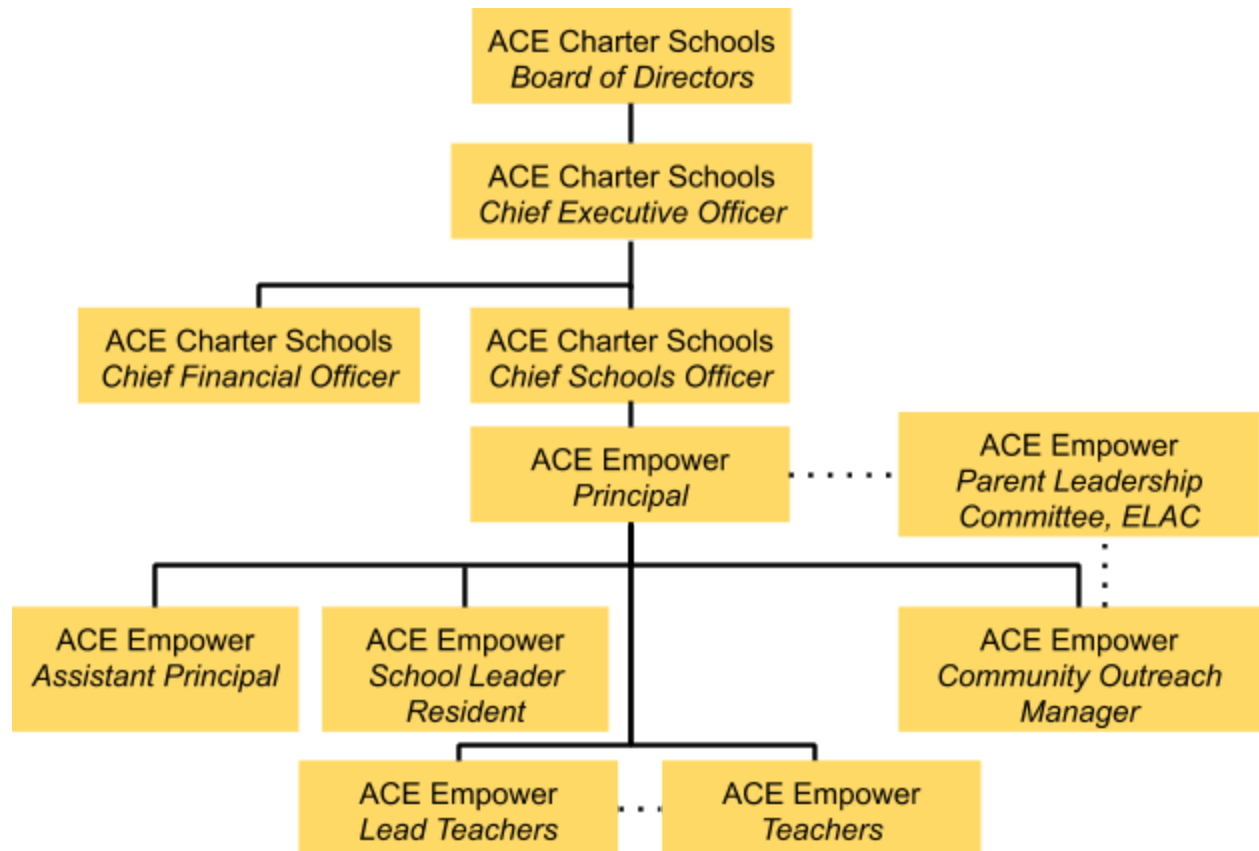 ACE Charter Schools
Board of Directors
ACE Charter Schools
Chief Executive Officer
ACE Charter Schools
Chief Financial Officer
ACE Charter Schools
Chief Schools Officer
ACE Empower
Principal
ACE Empower
Parent Leadership
Committee, ELAC
ACE Empower
Assistant Principal
ACE Empower
School Leader
Resident
ACE Empower
Community Outreach
Manager
ACE Empower
Lead Teachers
ACE Empower
Teachers